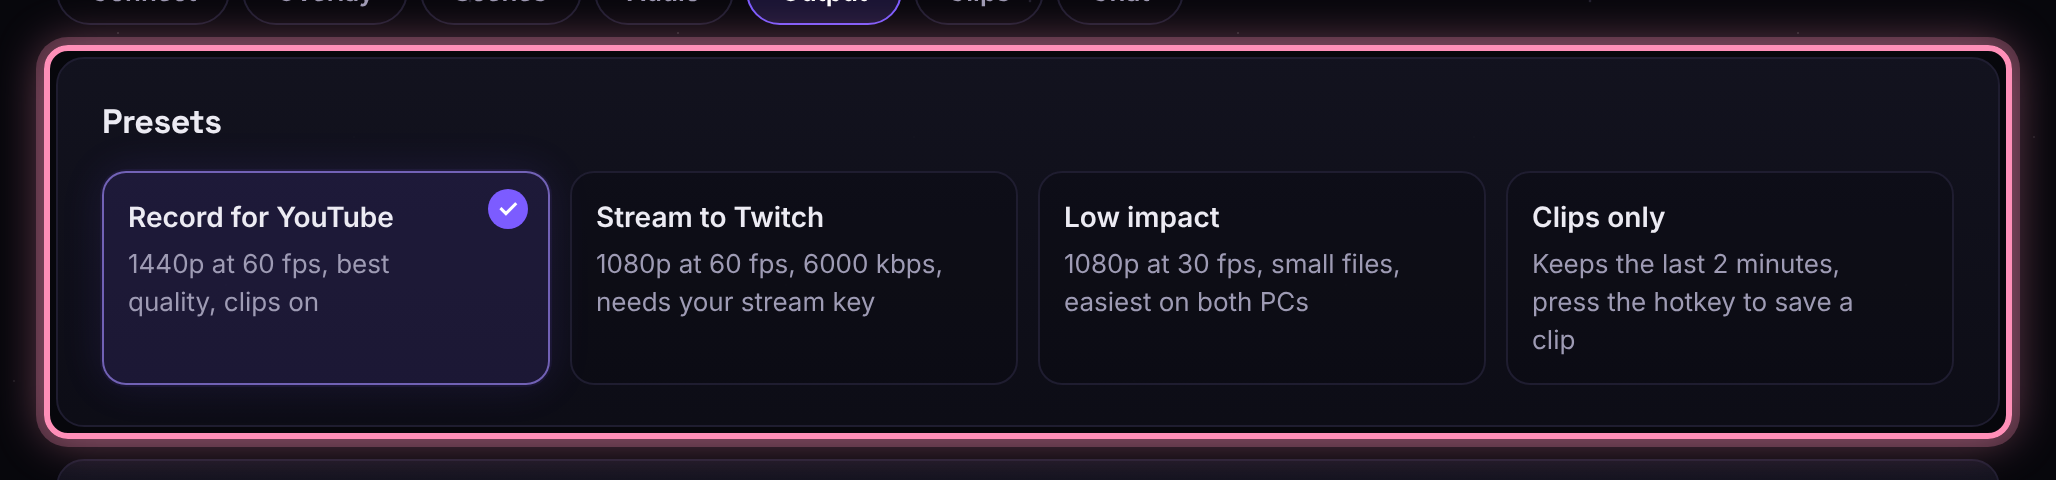 Output
Presets
Record for YouTube
1440p at 60 fps, best
quality, clips on
Stream to Twitch
1080p at 60 fps, 6000 kbps,
needs your stream key
Low impact
1080p at 30 fps, small files,
easiest on both PCs
Clips only
Keeps the last 2 minutes,
press the hotkey to save a
clip